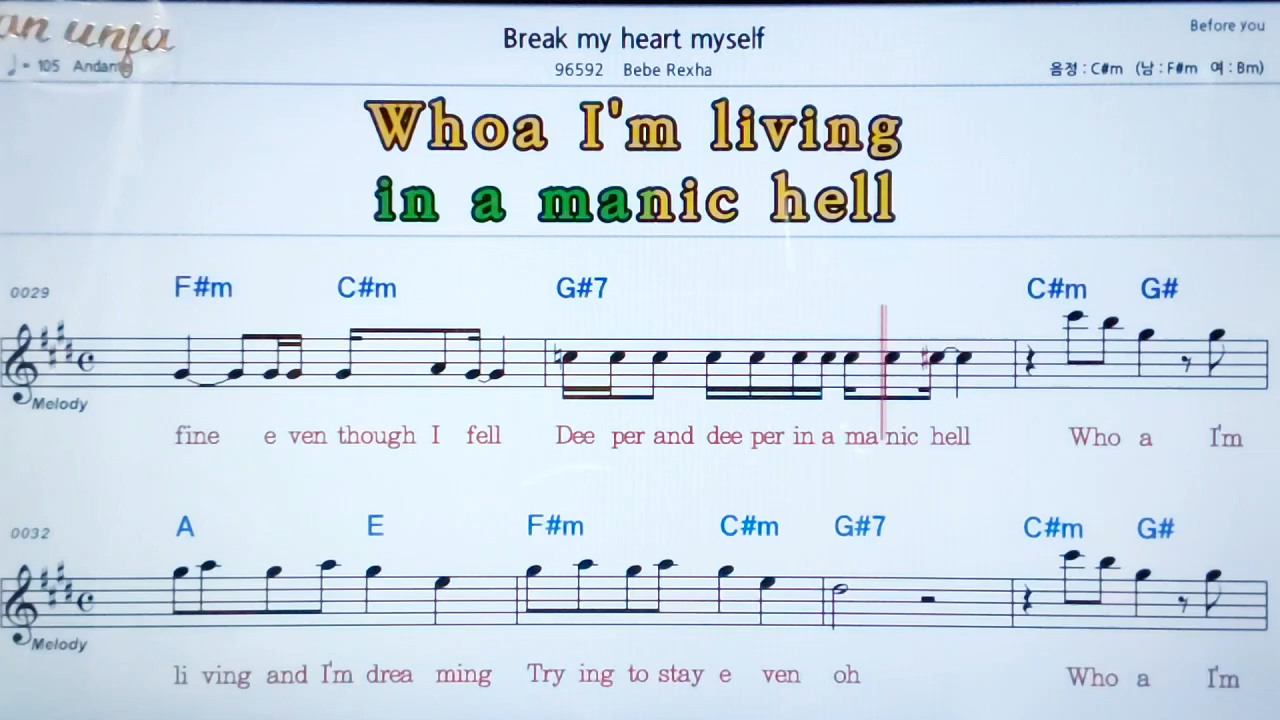 Break my heart myself
Before you
♩= 105 Andante
96592 Bebe Rexha
음정 : C#m (남 : F#m 여 : Bm)
Whoa I'm living
in a manic hell
0029 F#m C#m G#7 C#m G#
Melody
fine e ven though I fell Dee per and dee per in a ma nic hell Who a I'm
0032 A E F#m C#m G#7 C#m G#
Melody
li ving and I'm drea ming Try ing to stay e ven oh Who a I'm